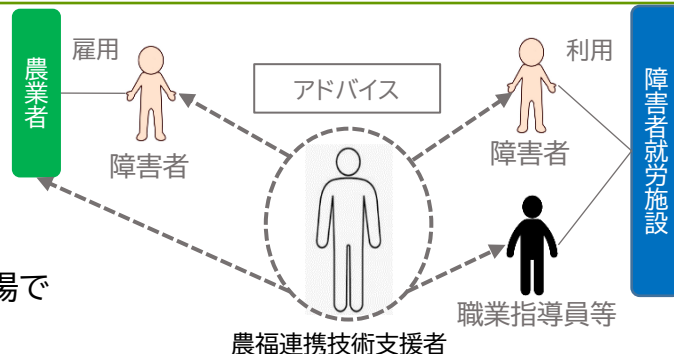 農業者
雇用
障害者
アドバイス
利用
障害者
障害者就労施設
職業指導員等
農福連携技術支援者
場で